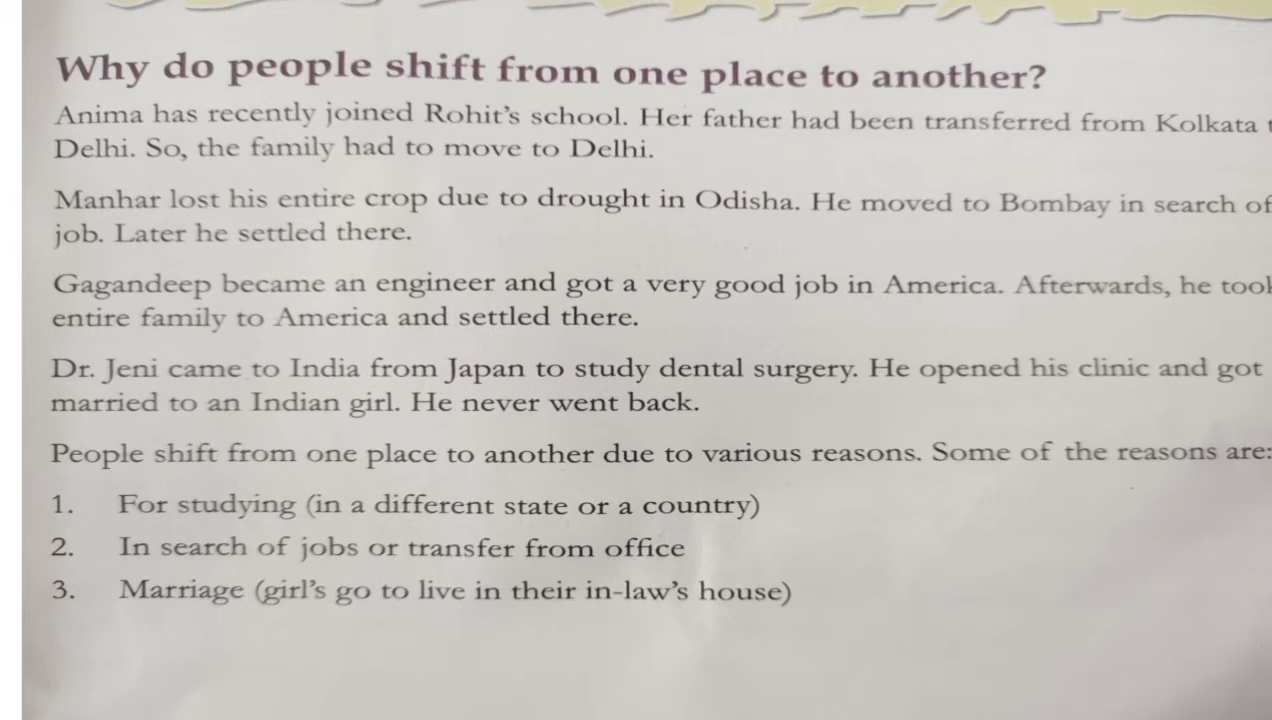 Why do people shift from one place to another?
Anima has recently joined Rohit's school. Her father had been transferred from Kolkata
Delhi. So, the family had to move to Delhi.
Manhar lost his entire crop due to drought in Odisha. He moved to Bombay in search of
job. Later he settled there.
Gagandeep became an engineer and got a very good job in America. Afterwards, he
entire family to America and settled there.
Dr. Jeni came to India from Japan to study dental surgery. He opened his clinic and got
married to an Indian girl. He never went back.
People shift from one place to another due to various reasons. Some of the reasons are:
1. For studying (in a different state or a country)
2. In search of jobs or transfer from office
3. Marriage (girl's go to live in their in-law's house)